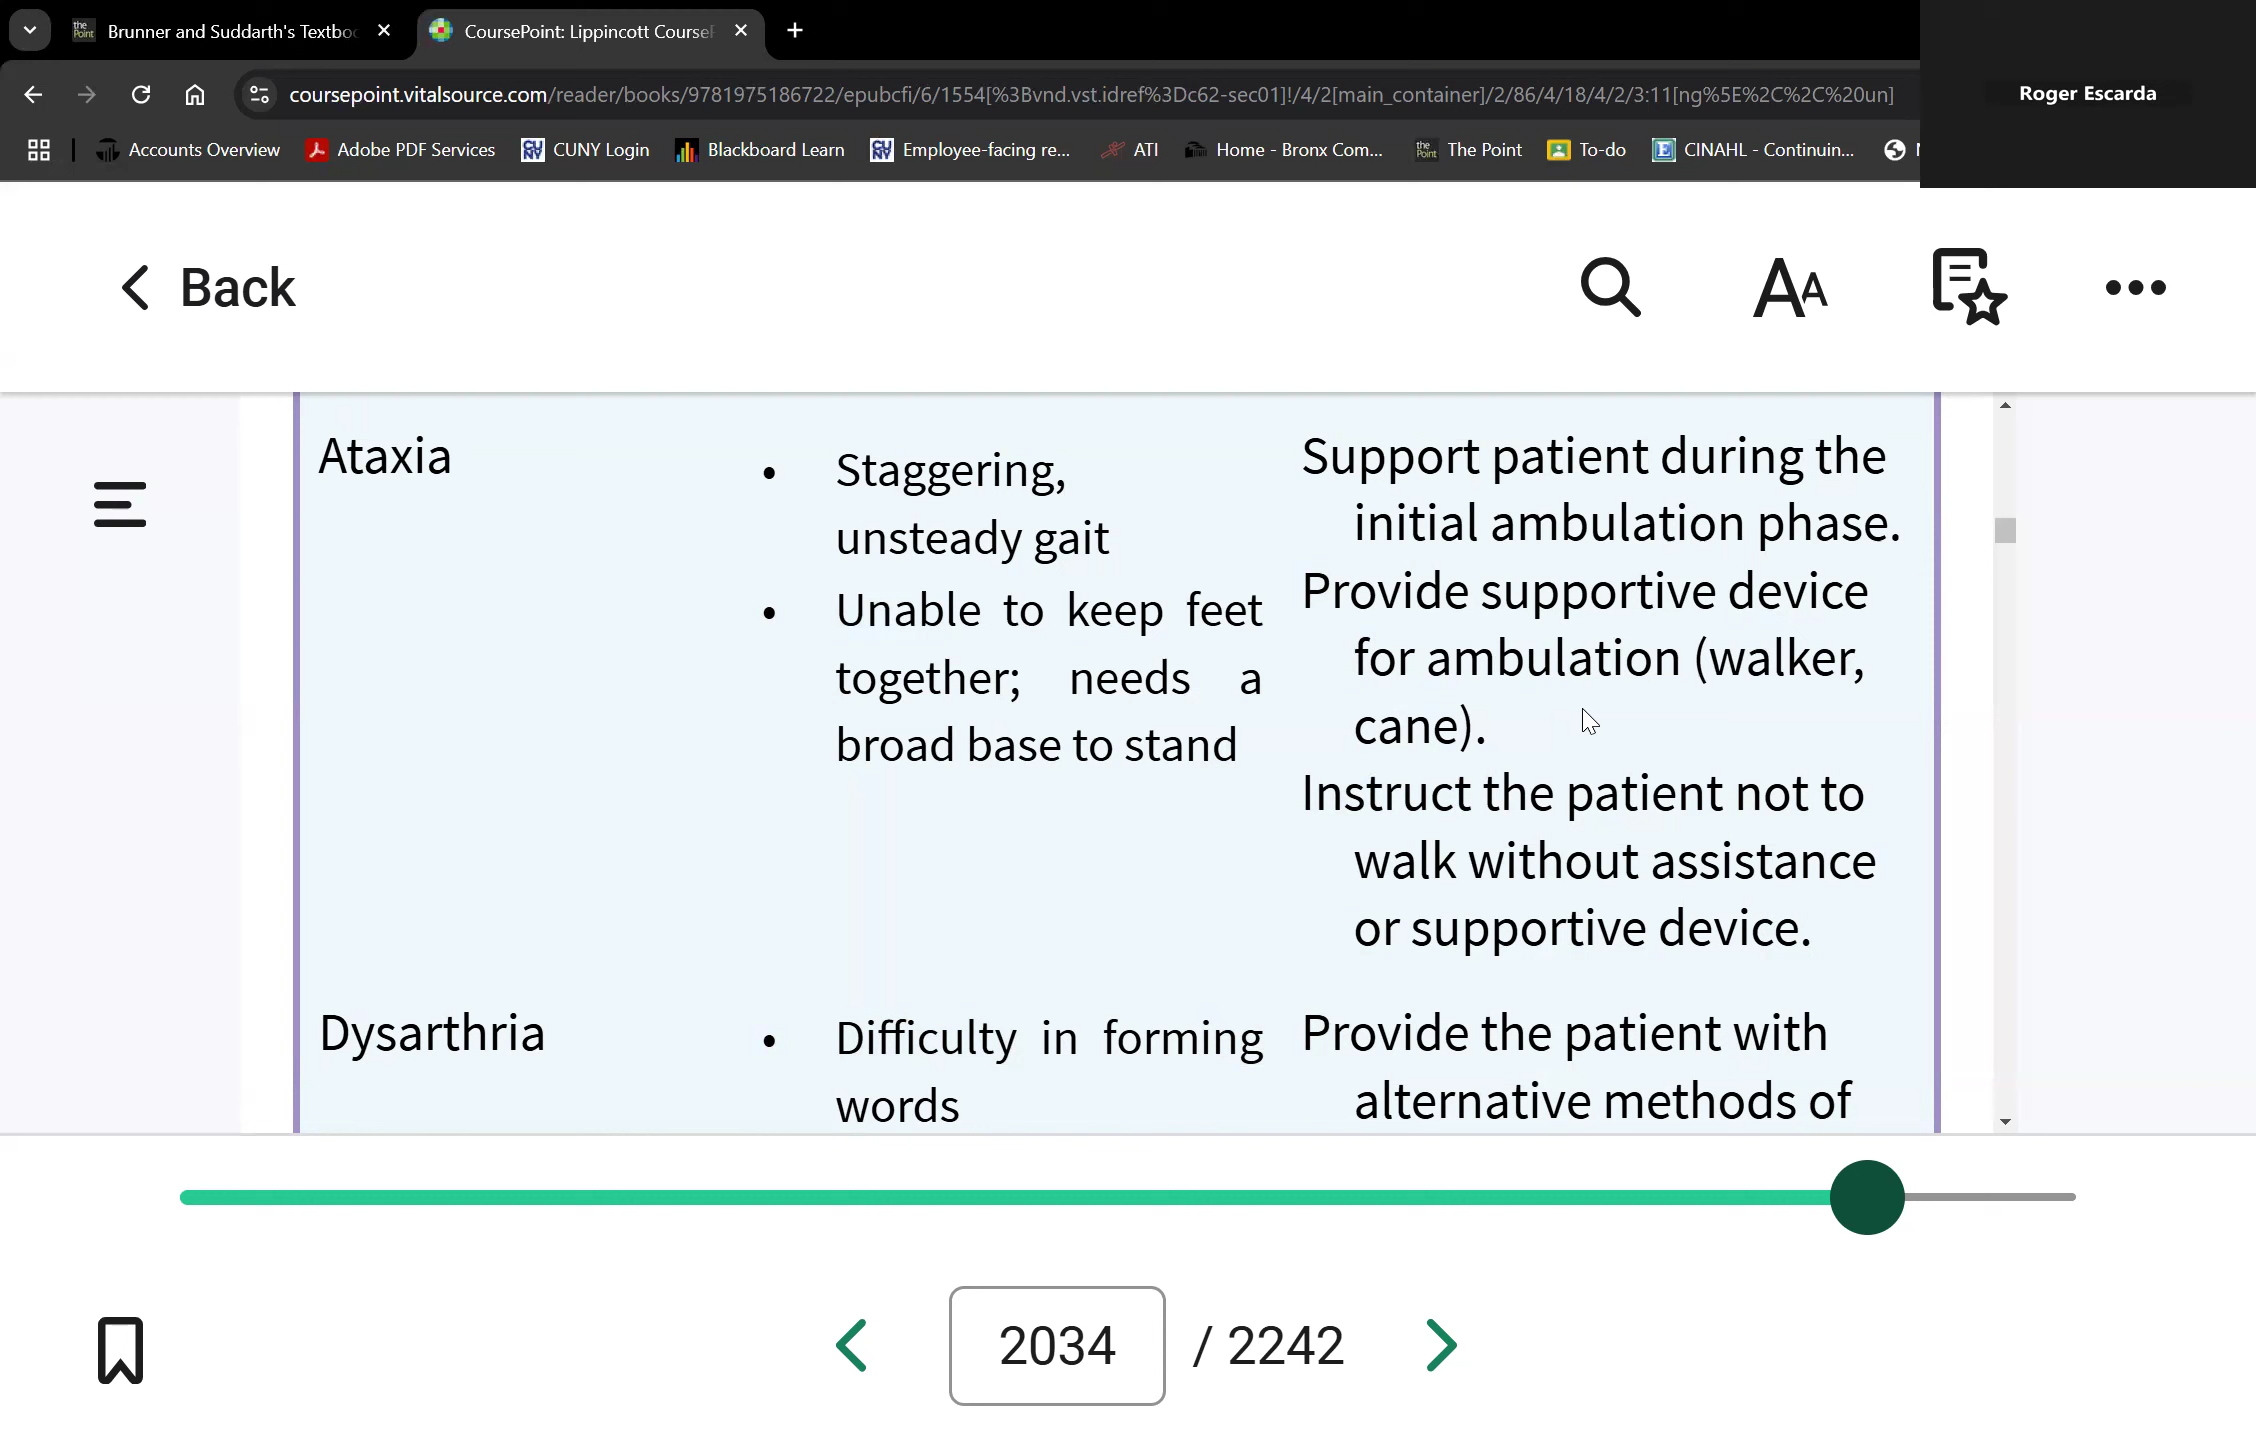 Brunner and Suddarth's Textbo
CoursePoint: Lippincott Course
coursepoint.vitalsource.com/reader/books/9781975186722/epubcfi/6/1554[%3Bvnd.vst.idref%3Dc62-sec01]!/4/2[main_container]/2/86/4/18/4/2/3:11[ng%5E%2C%2C%20un]
Roger Escarda
Accounts Overview Adobe PDF Services CUNY Login Blackboard Learn Employee-facing re... ATI Home - Bronx Com... The Point To-do CINAHL - Continuin...
Back
AA
Ataxia
• Staggering,
unsteady gait
• Unable to keep feet
together; needs a
broad base to stand
Support patient during the
initial ambulation phase.
Provide supportive device
for ambulation (walker,
cane).
Instruct the patient not to
walk without assistance
or supportive device.
Dysarthria
• Difficulty in forming
words
Provide the patient with
alternative methods of
2034 / 2242